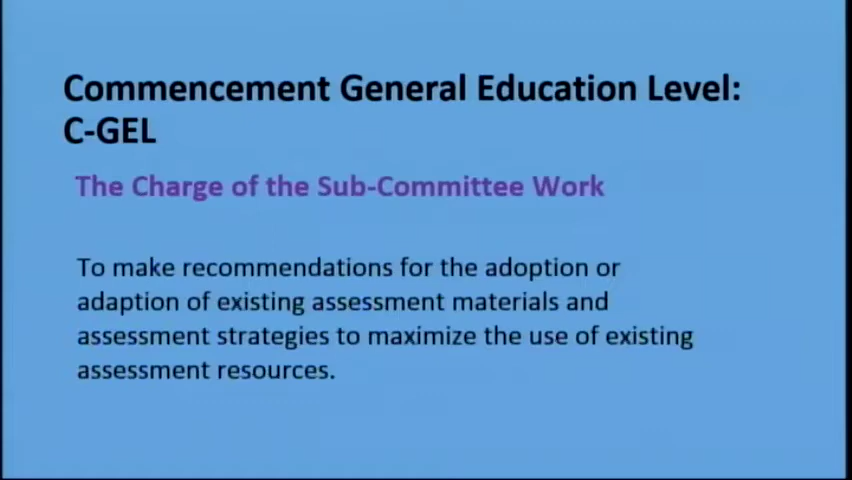 Commencement General Education Level:
C-GEL
The Charge of the Sub-Committee Work
To make recommendations for the adoption or
adaption of existing assessment materials and
assessment strategies to maximize the use of existing
assessment resources.